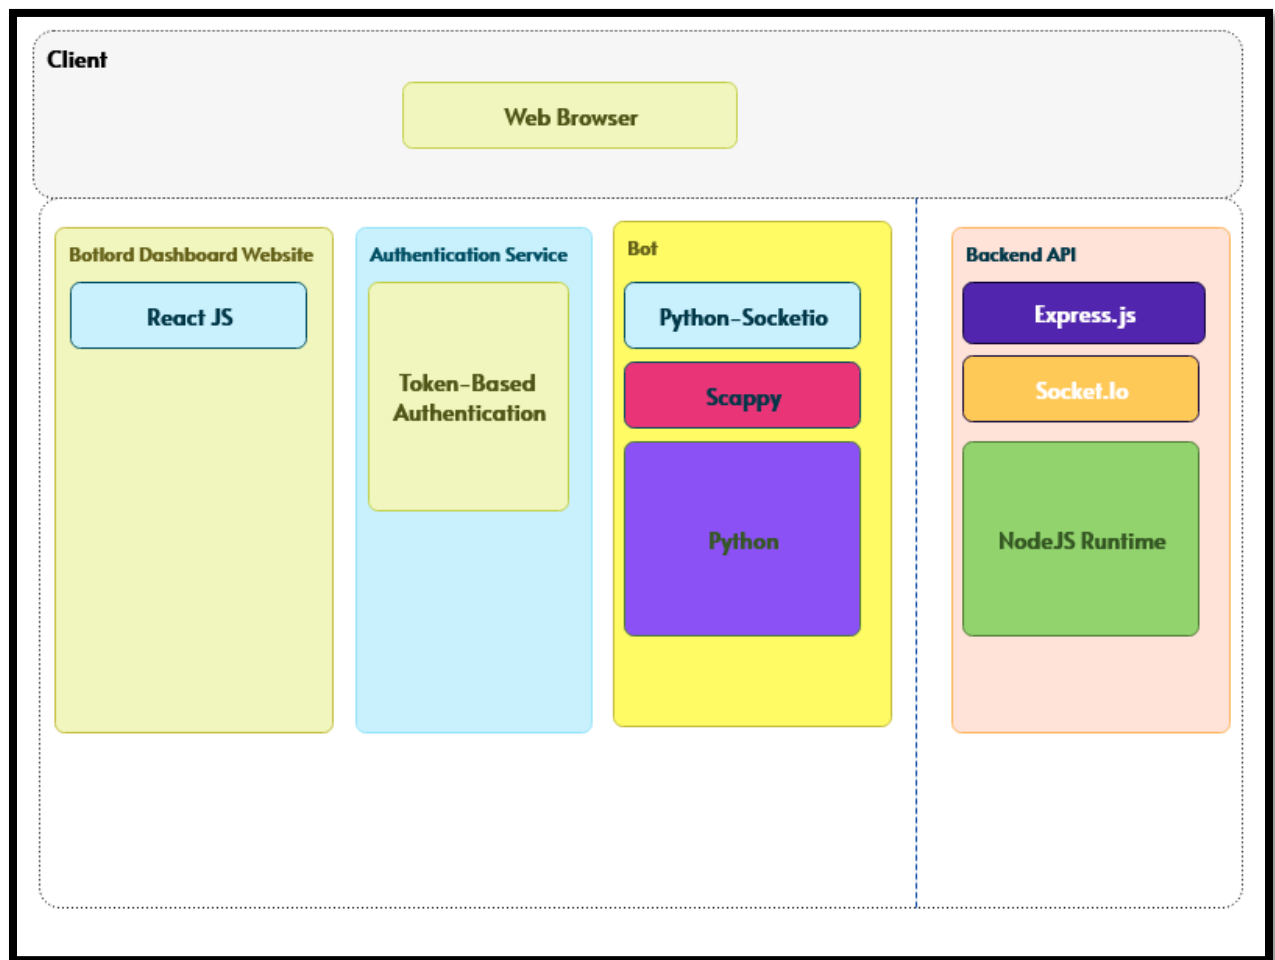 Client
Web Browser
Botlord Dashboard Website
React JS
Authentication Service
Token-Based
Authentication
Bot
Python-Socketio
Scappy
Python
Backend API
Express.js
Socket.Io
NodeJS Runtime